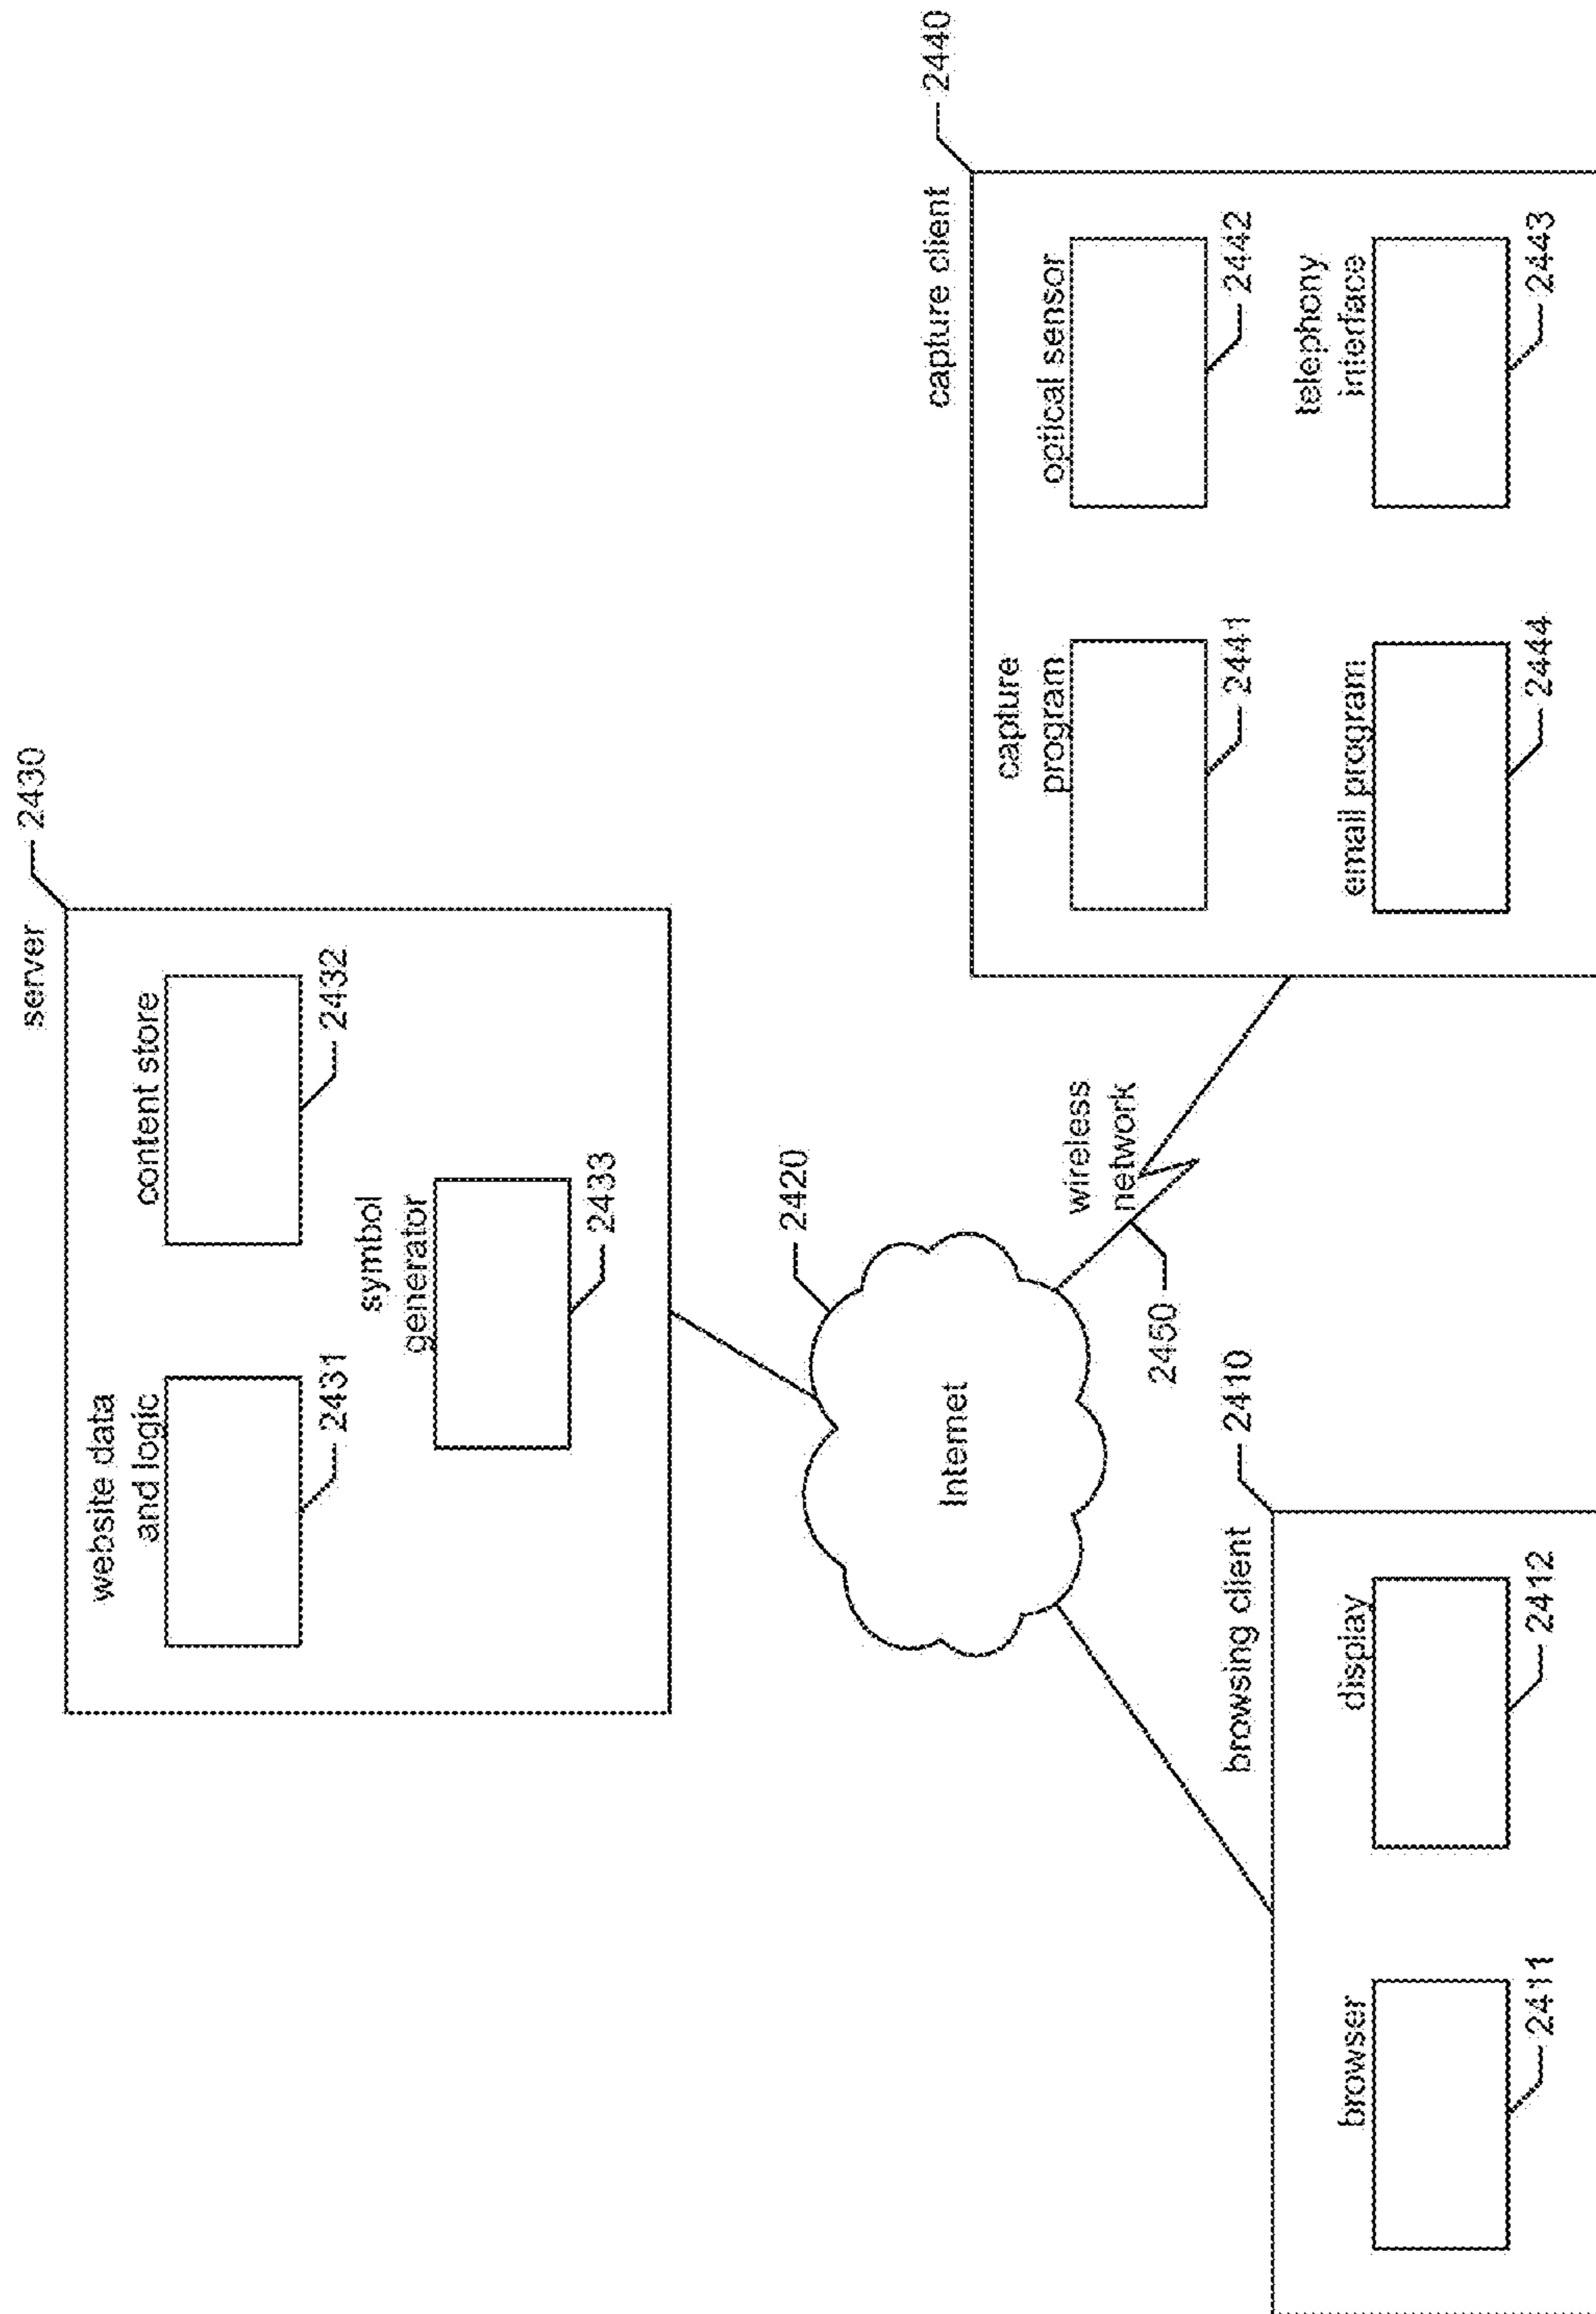 server
2430
website data
and logic
2431
content store
2432
symbol
generator
2433
Internet
2420
wireless
network
2450
browsing client
2410
browser
2411
display
2412
capture client
2440
capture
program
2441
optical sensor
2442
email program
2444
telephony
interface
2443